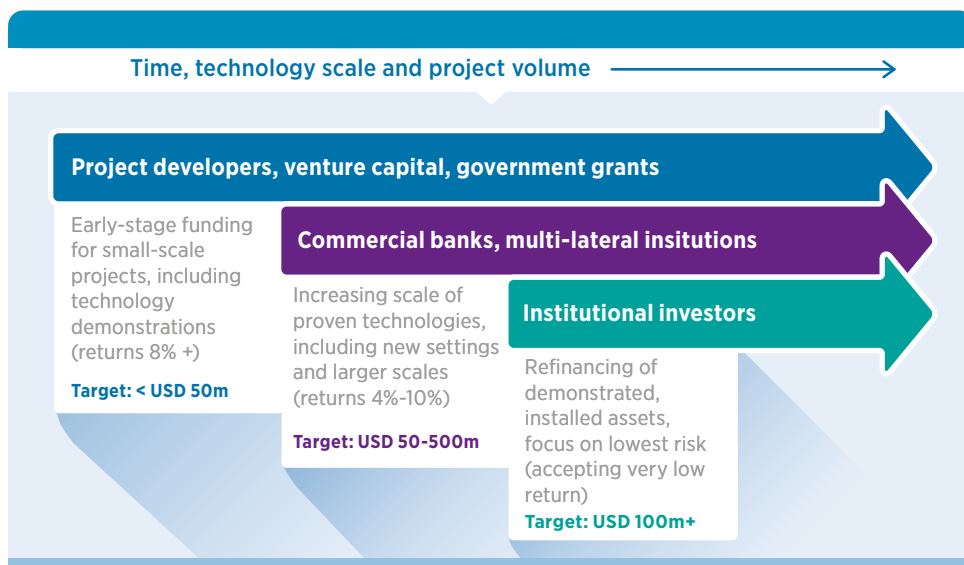 Time, technology scale and project volume
Project developers, venture capital, government grants
Early-stage funding
for small-scale
projects, including
technology
demonstrations
(returns 8% +)
Target: < USD 50m
Commercial banks, multi-lateral insitutions
Increasing scale of
proven technologies,
including new settings
and larger scales
(returns 4%-10%)
Target: USD 50-500m
Institutional investors
Refinancing of
demonstrated,
installed assets,
focus on lowest risk
(accepting very low
return)
Target: USD 100m+